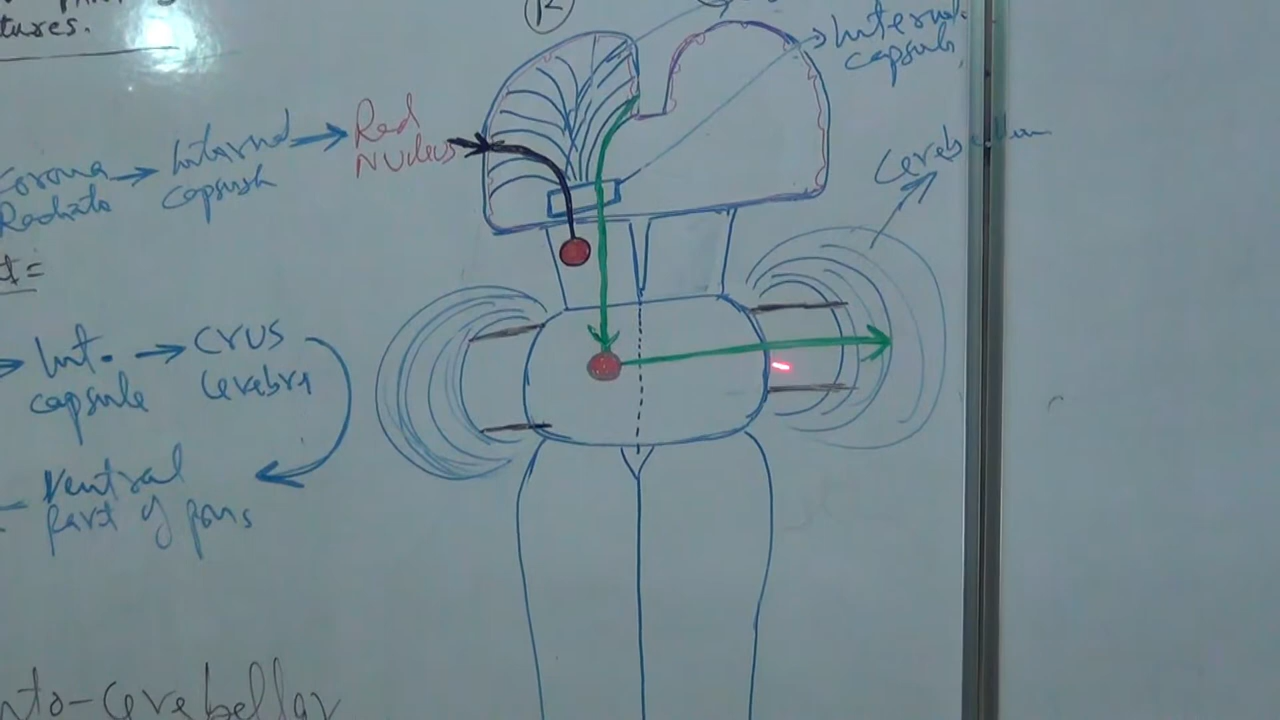 tures.
R
Internal
capsule
Corona
Radiata → Internal
capsule → Red
Nucleus
Cerebellum
t =
→ Int. capsule → crus
cerebri
Ventral
part of pons
nto-cerebellar